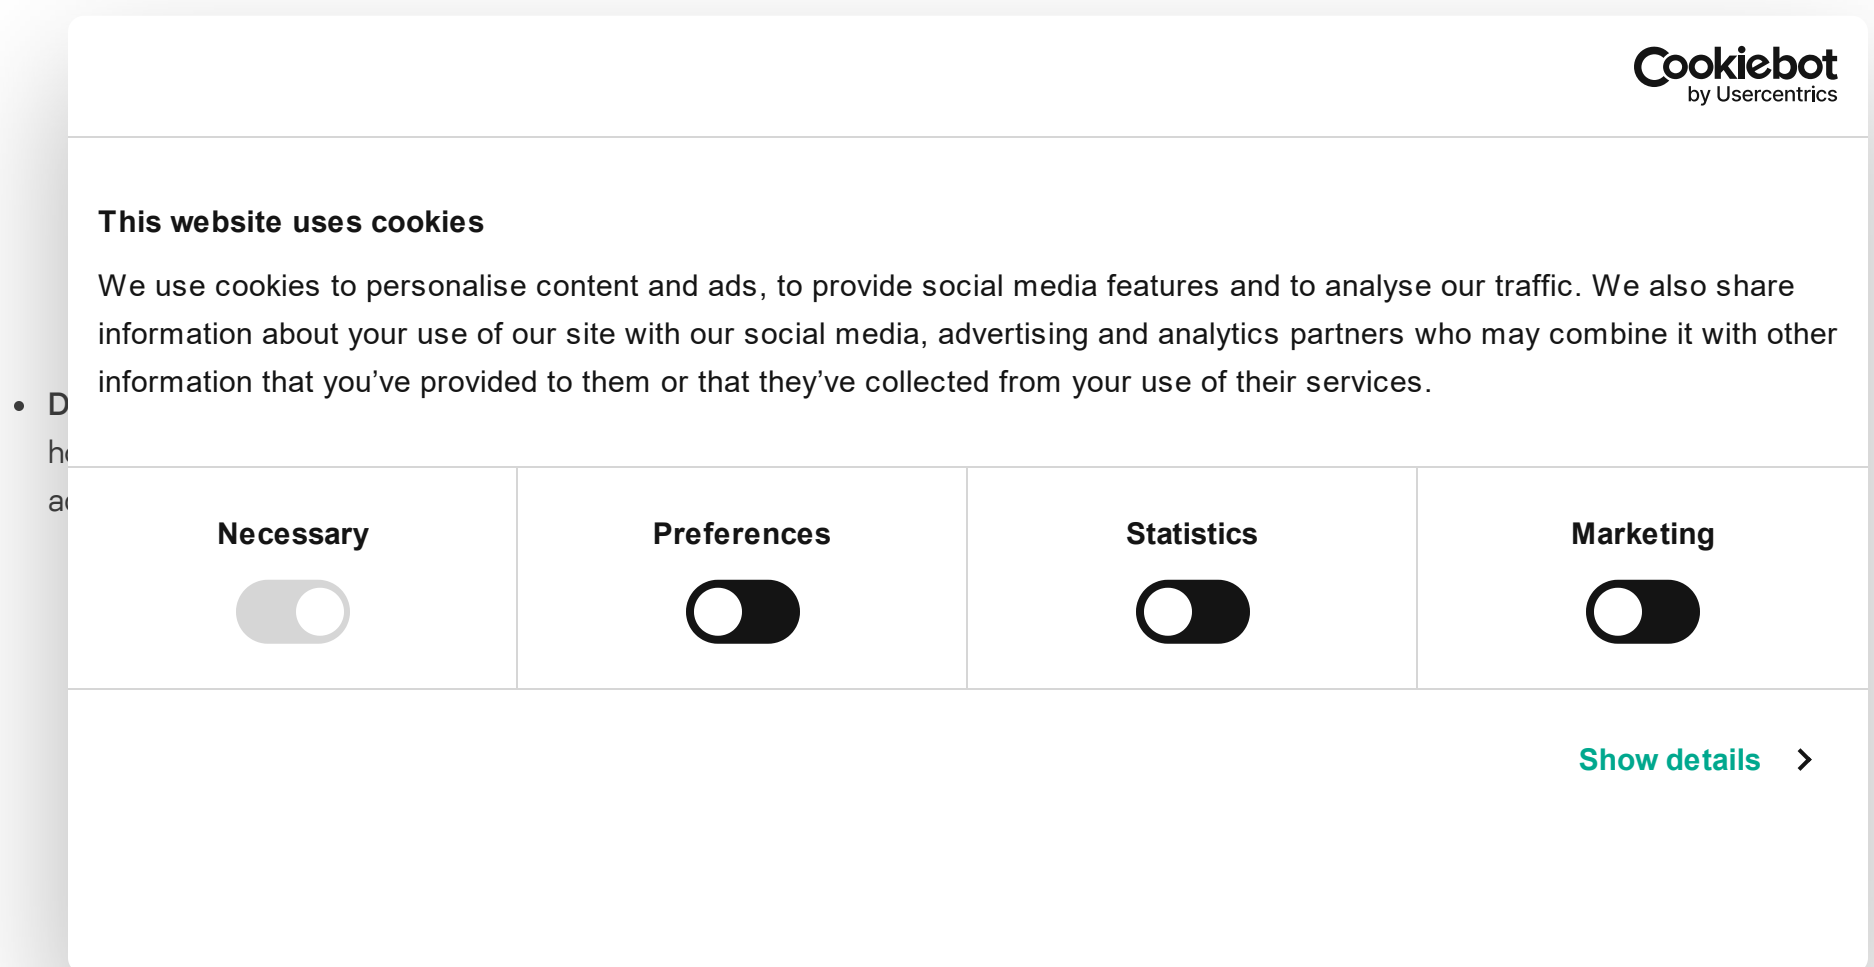 Cookiebot
by Usercentrics
This website uses cookies
We use cookies to personalise content and ads, to provide social media features and to analyse our traffic. We also share
information about your use of our site with our social media, advertising and analytics partners who may combine it with other
information that you’ve provided to them or that they’ve collected from your use of their services.
Necessary
Preferences
Statistics
Marketing
Show details